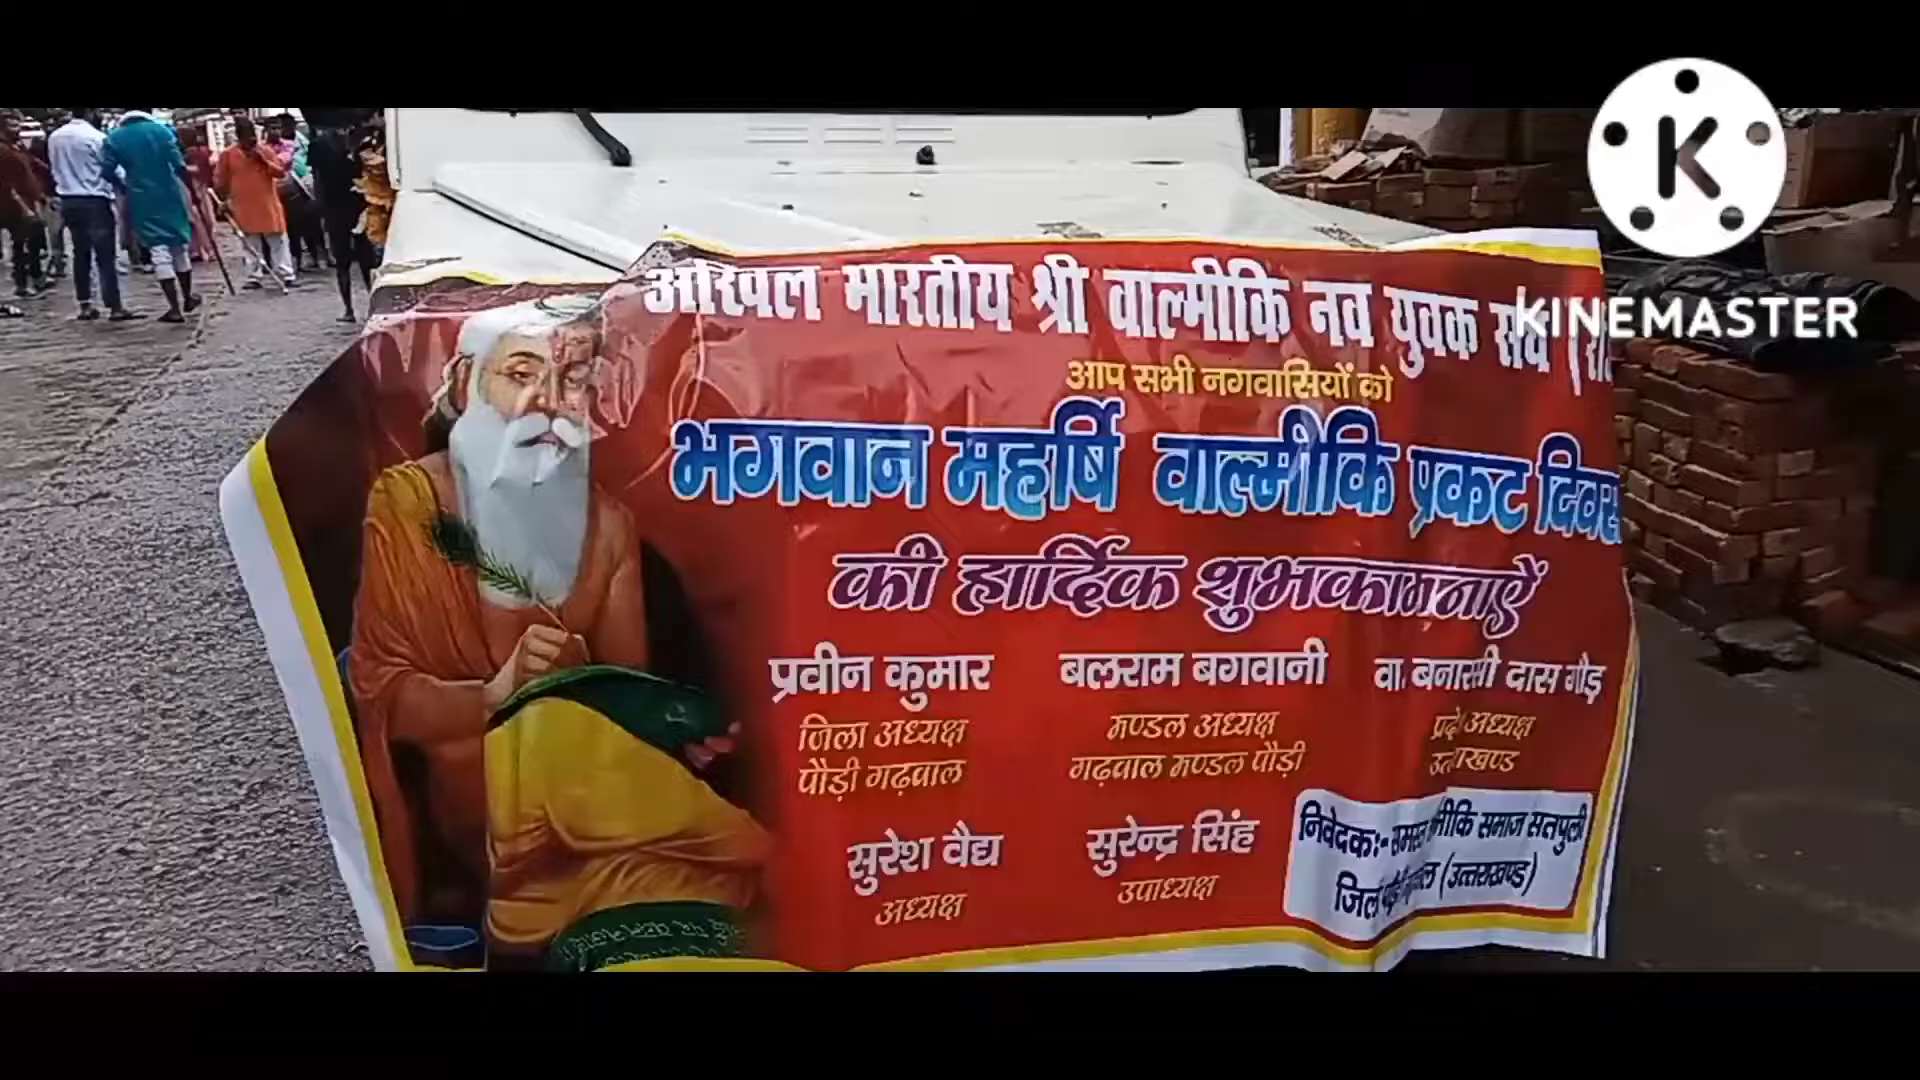 अखिल भारतीय श्री वाल्मीकि नव युवक संघ
KINEMASTER
आप सभी नगवासियों को
भगवान महर्षि वाल्मीकि प्रकट दिवस
की हार्दिक शुभकामनाऐं
प्रवीन कुमार
जिला अध्यक्ष
पौड़ी गढ़वाल
बलराम बगवानी
मण्डल अध्यक्ष
गढ़वाल मण्डल पौड़ी
वा. बनारसी दास गौड़
प्रदेश अध्यक्ष
उत्तराखण्ड
सुरेश वैद्य
अध्यक्ष
सुरेन्द्र सिंह
उपाध्यक्ष
निवेदक:- समस्त वाल्मीकि समाज सतपुली
(उत्तराखण्ड)